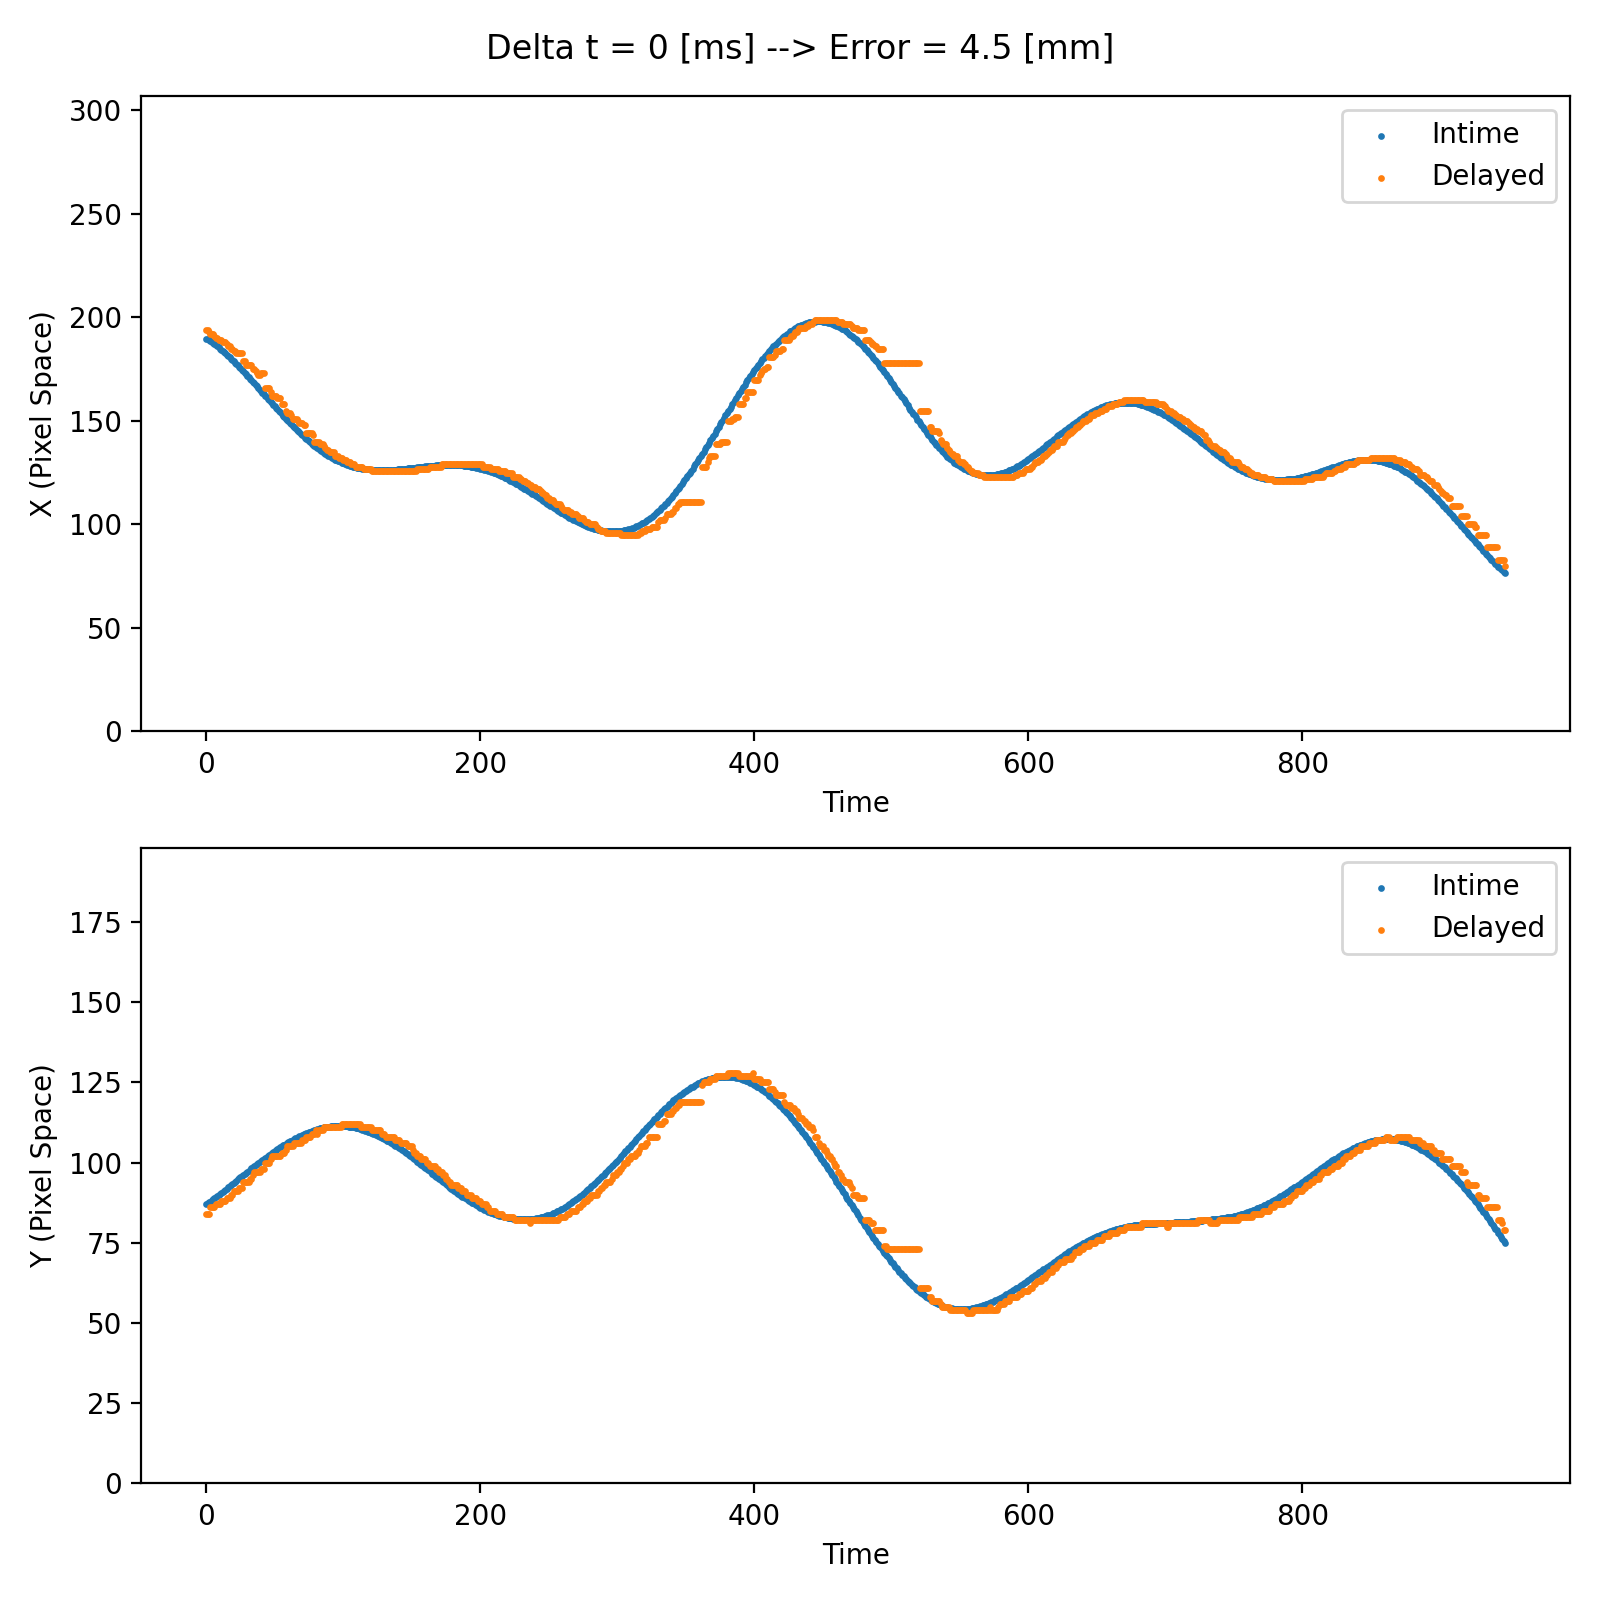 Delta t = 0 [ms] --> Error = 4.5 [mm]
300
250
200
150
100
50
0
X (Pixel Space)
Intime
Delayed
0 200 400 600 800
Time
175
150
125
100
75
50
25
0
Y (Pixel Space)
Intime
Delayed
0 200 400 600 800
Time